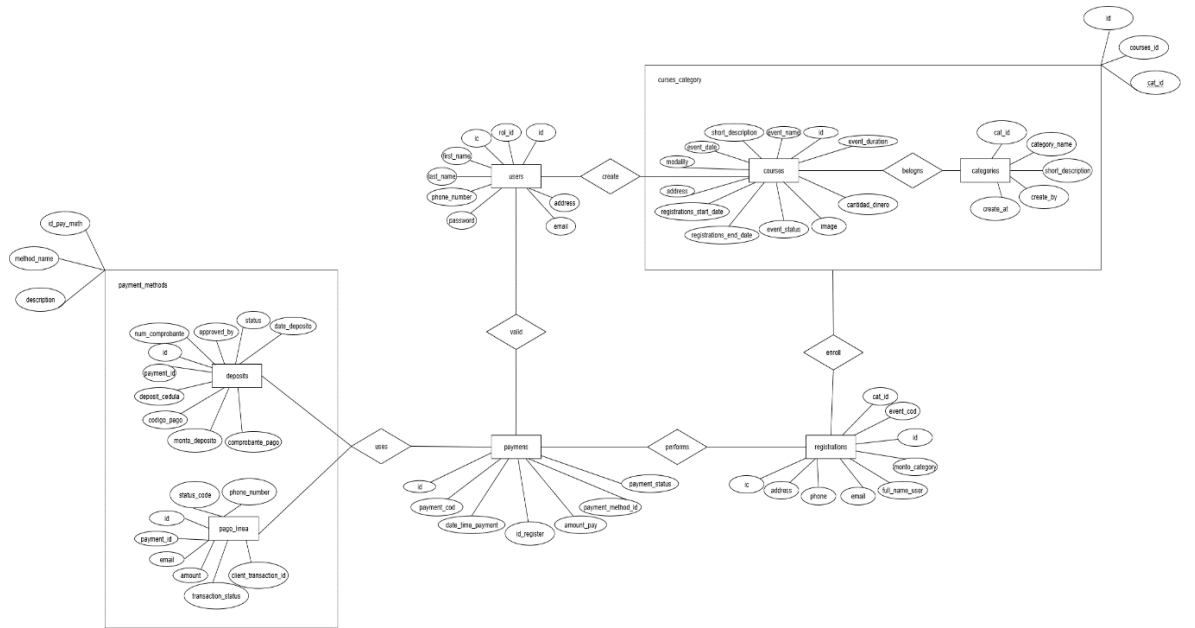 id
courses_id
cat_id
curses_category
short_description
event_name
id
event_date
event_duration
modality
courses
address
registrations_start_date
registrations_end_date
event_status
image
cantidad_dinero
belogns
cat_id
category_name
categories
short_description
create_by
create_at
ic
rol_id
id
first_name
last_name
users
phone_number
password
address
email
create
id_pay_meth
method_name
description
payment_methods
num_comprobante
approved_by
status
date_deposito
id
payment_id
deposits
deposit_cedula
codigo_pago
monto_deposito
comprobante_pago
status_code
phone_number
id
pago_linea
payment_id
email
amount
client_transaction_id
transaction_status
valid
uses
paymens
id
payment_cod
date_time_payment
id_register
amount_pay
payment_method_id
payment_status
performs
enroll
cat_id
event_cod
id
registrations
monto_category
ic
address
phone
email
full_name_user